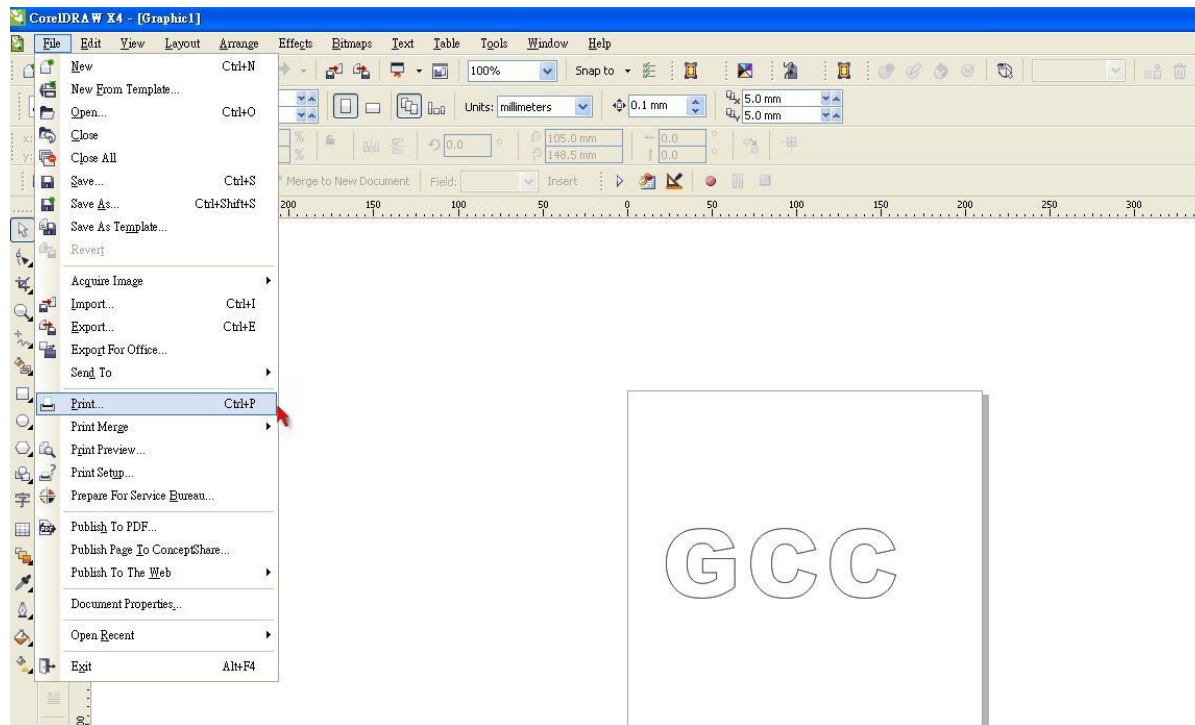 CorelDRAW X4 - [Graphic1]
File Edit View Layout Arrange Effects Bitmaps Text Table Tools Window Help
New Ctrl+N
100% Snap to
New From Template...
Open... Ctrl+O
Units: millimeters 0.1 mm 5.0 mm
5.0 mm
Close
x: % 0.0 ° 105.0 mm 0.0 °
Close All
y: % 148.5 mm 0.0 °
Save... Ctrl+S
Merge to New Document Field: Insert
Save As... Ctrl+Shift+S
200 150 100 50 0 50 100 150 200 250 300
Save As Template...
Revert
Acquire Image
Import... Ctrl+I
Export... Ctrl+E
Export For Office...
Send To
Print... Ctrl+P
Print Merge
Print Preview...
Print Setup...
Prepare For Service Bureau...
字
Publish To PDF...
Publish Page To ConceptShare...
Publish To The Web
Document Properties...
Open Recent
Exit Alt+F4
GCC